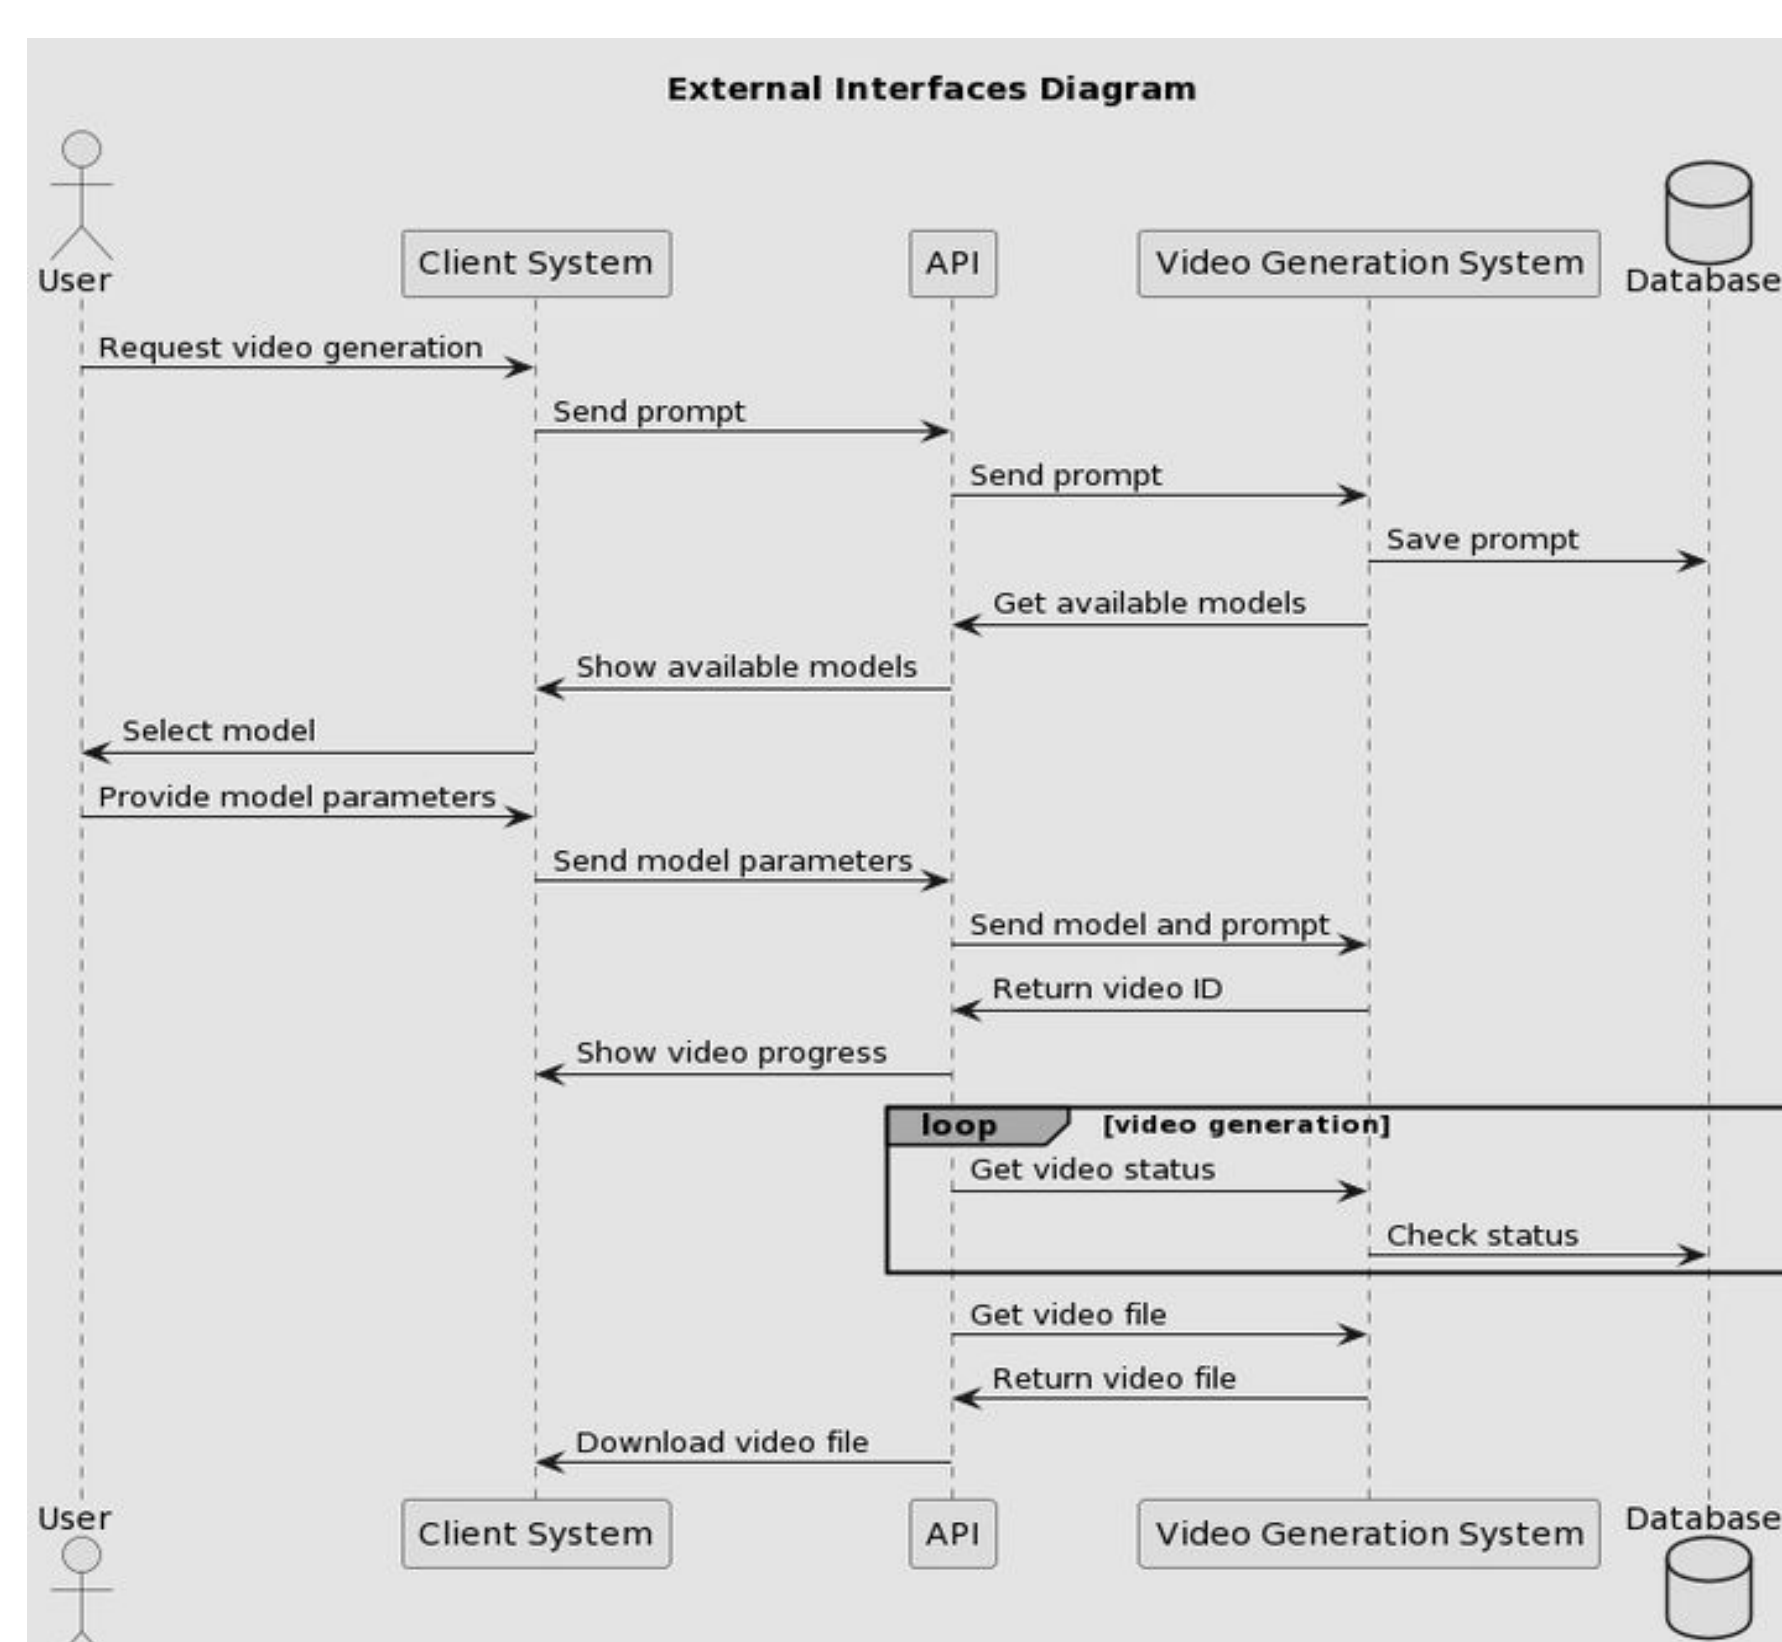 External Interfaces Diagram
User
Client System
API
Video Generation System
Database
Request video generation
Send prompt
Send prompt
Save prompt
Get available models
Show available models
Select model
Provide model parameters
Send model parameters
Send model and prompt
Return video ID
Show video progress
loop [video generation]
Get video status
Check status
Get video file
Return video file
Download video file
User
Client System
API
Video Generation System
Database